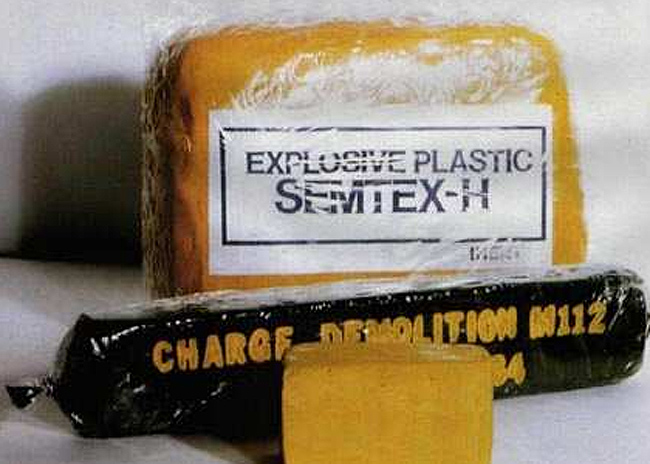 EXPLOSIVE PLASTIC
SEMTEX-H
CHARGE DEMOLITION M112